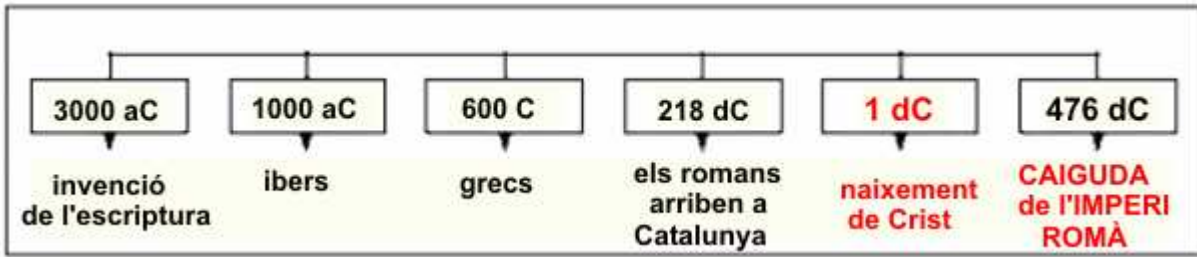 3000 aC
1000 aC
600 C
218 dC
1 dC
476 dC
invenció
de l'escriptura
ibers
grecs
els romans
arriben a
Catalunya
naixement
de Crist
CAIGUDA
de l'IMPERI
ROMÀ